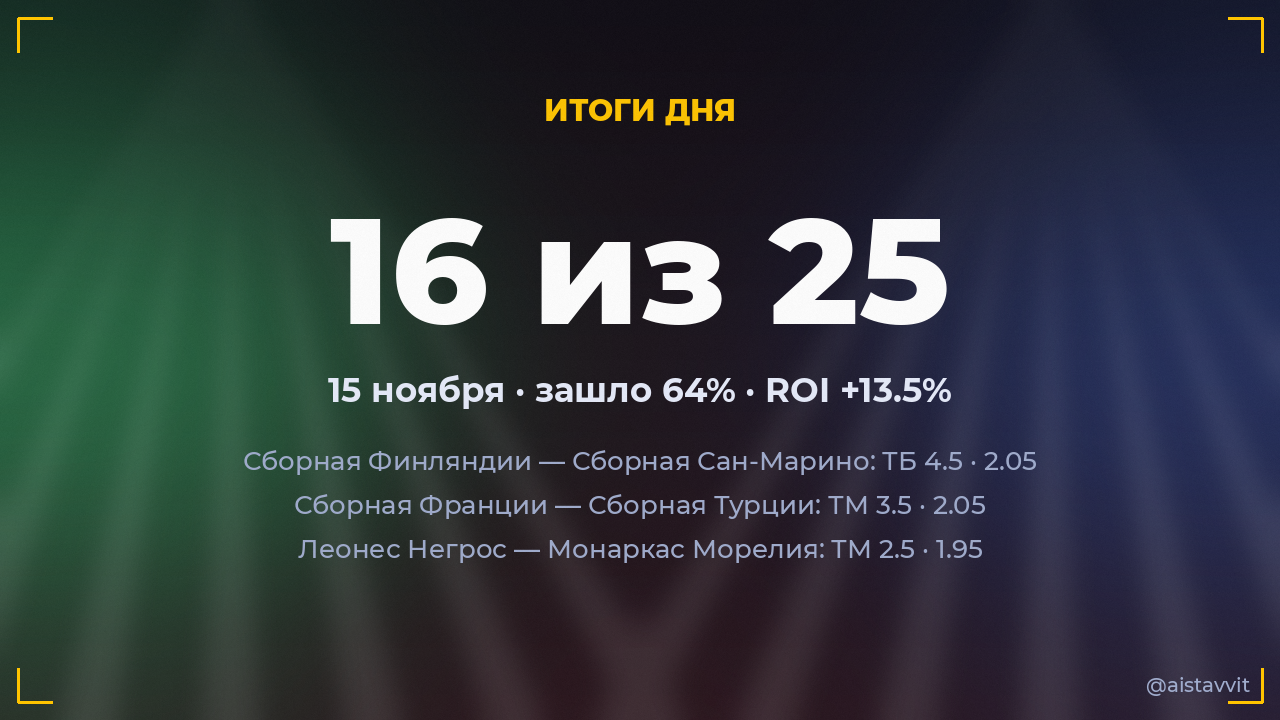 ИТОГИ ДНЯ
16 из 25
15 ноября · зашло 64% · ROI +13.5%
Сборная Финляндии — Сборная Сан-Марино: ТБ 4.5 · 2.05
Сборная Франции — Сборная Турции: ТМ 3.5 · 2.05
Леонес Негрос — Монаркас Морелия: ТМ 2.5 · 1.95
@aistavvit